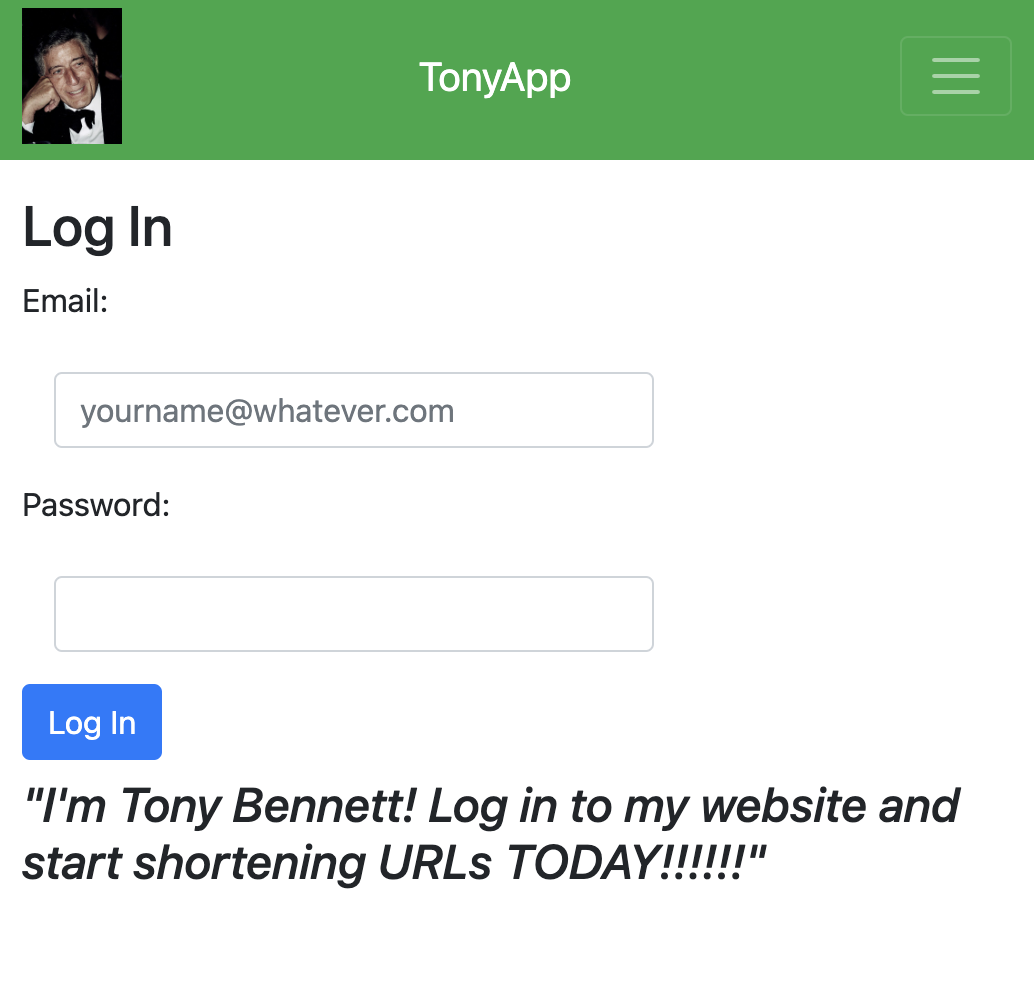 TonyApp
Log In
Email:
yourname@whatever.com
Password:
Log In
"I'm Tony Bennett! Log in to my website and
start shortening URLs TODAY!!!!!!"